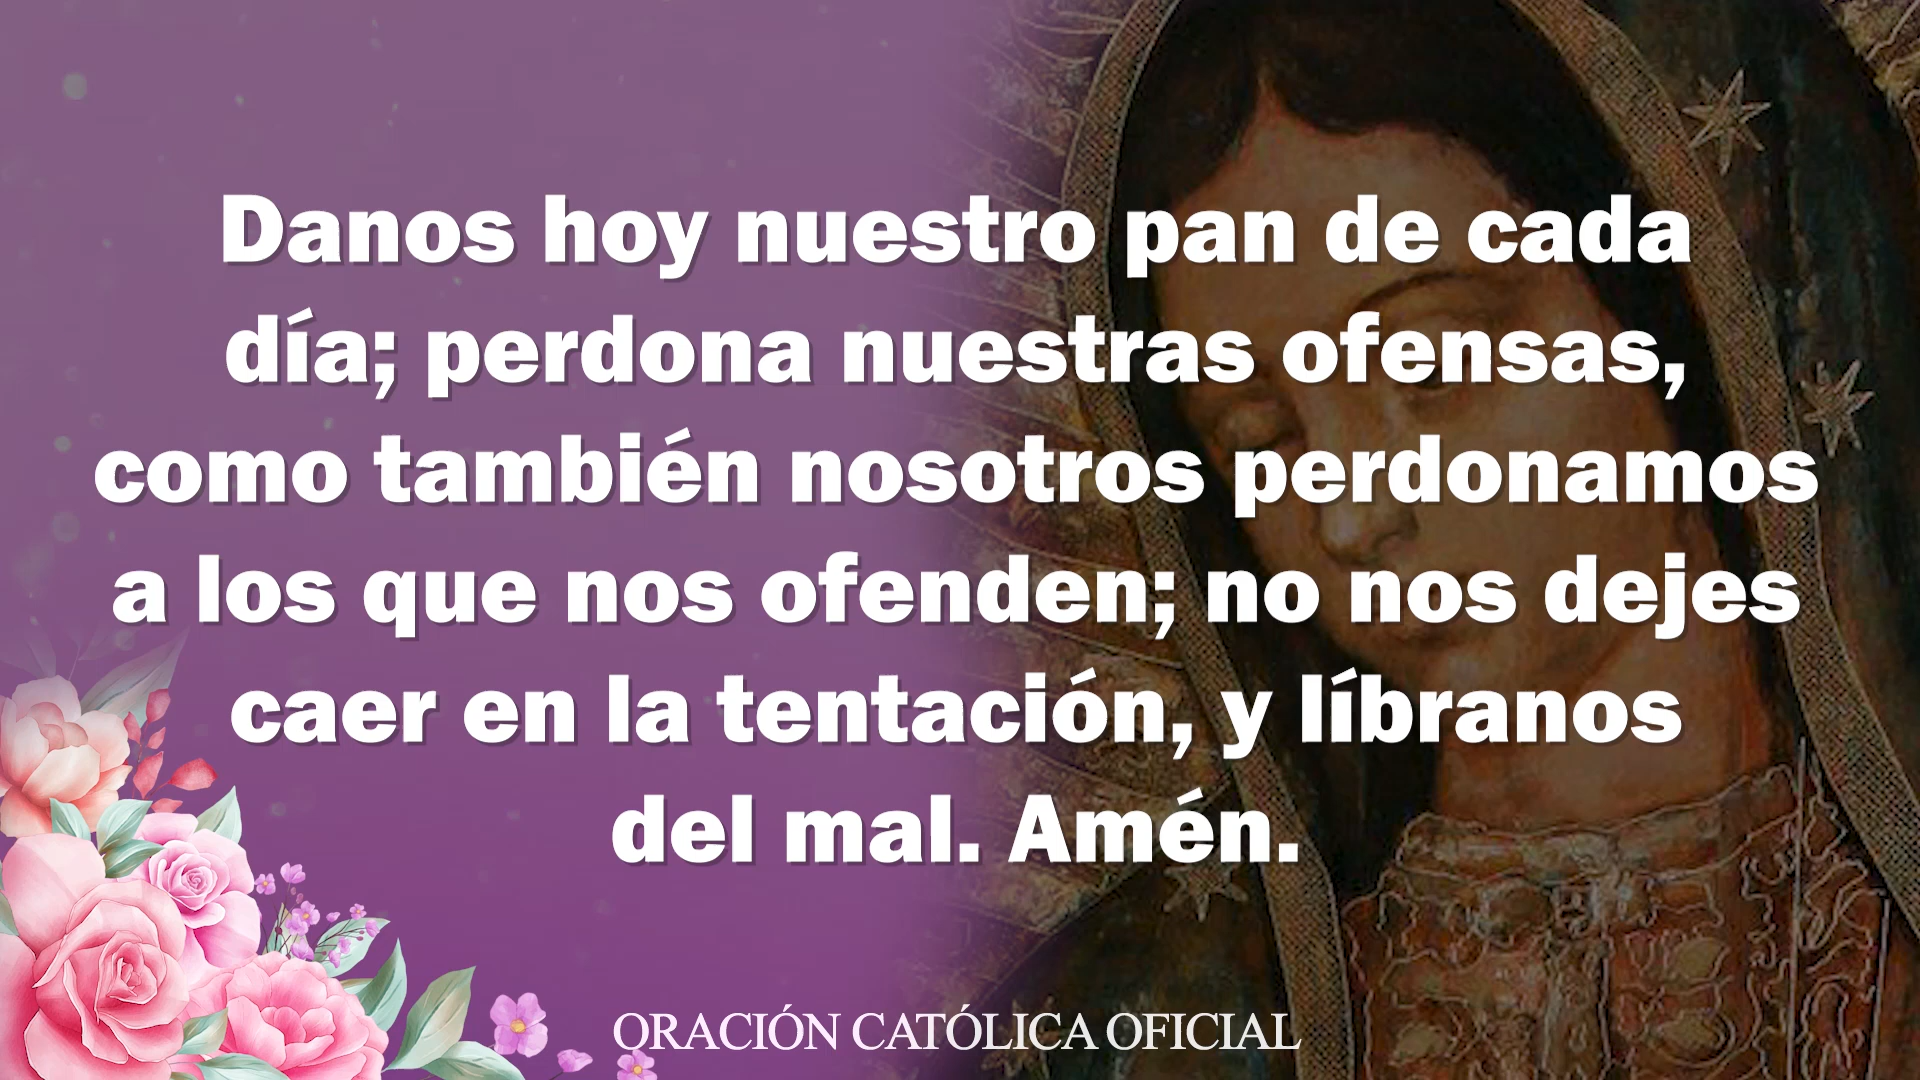 Danos hoy nuestro pan de cada
día; perdona nuestras ofensas,
como también nosotros perdonamos
a los que nos ofenden; no nos dejes
caer en la tentación, y líbranos
del mal. Amén.
ORACIÓN CATÓLICA OFICIAL